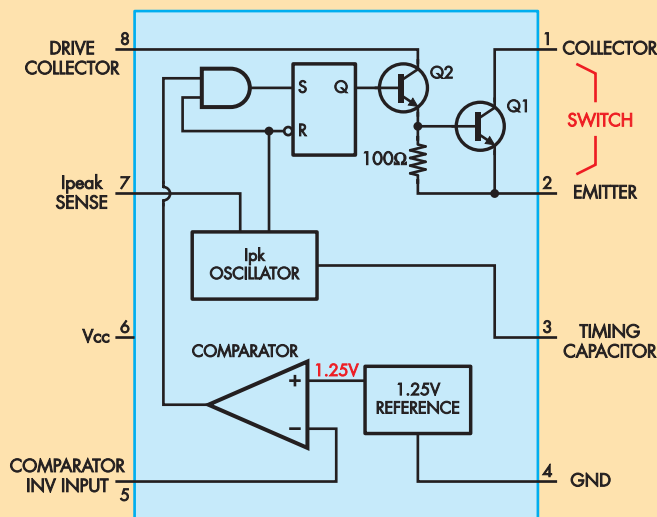 8
DRIVE
COLLECTOR
1
COLLECTOR
Q2
S
Q
R
Q1
SWITCH
100Ω
Ipeak
SENSE
7
2
EMITTER
Ipk
OSCILLATOR
Vcc
6
3
TIMING
CAPACITOR
COMPARATOR
+
1.25V
1.25V
REFERENCE
–
COMPARATOR
INV INPUT
5
4
GND